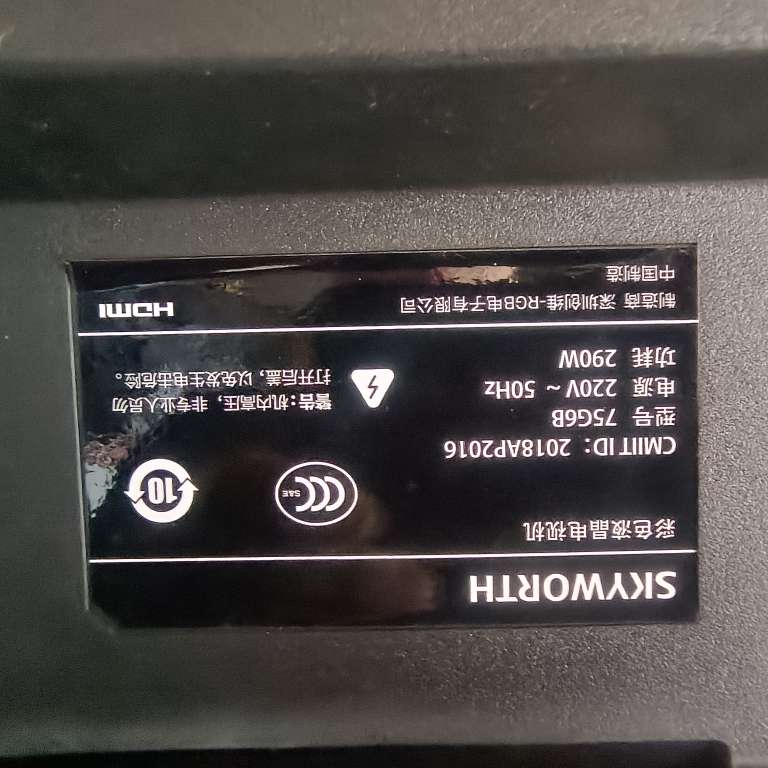 SKYWORTH
彩色液晶电视机
CMIIT ID: 2018AP2016
型号 75G6B
电源 220V ~ 50Hz
功耗 290W
CCC
S&E
10
警告:机内高压,非专业人员勿
打开后盖,以免发生电击危险。
制造商 深圳创维-RGB电子有限公司
HDMI
中国制造